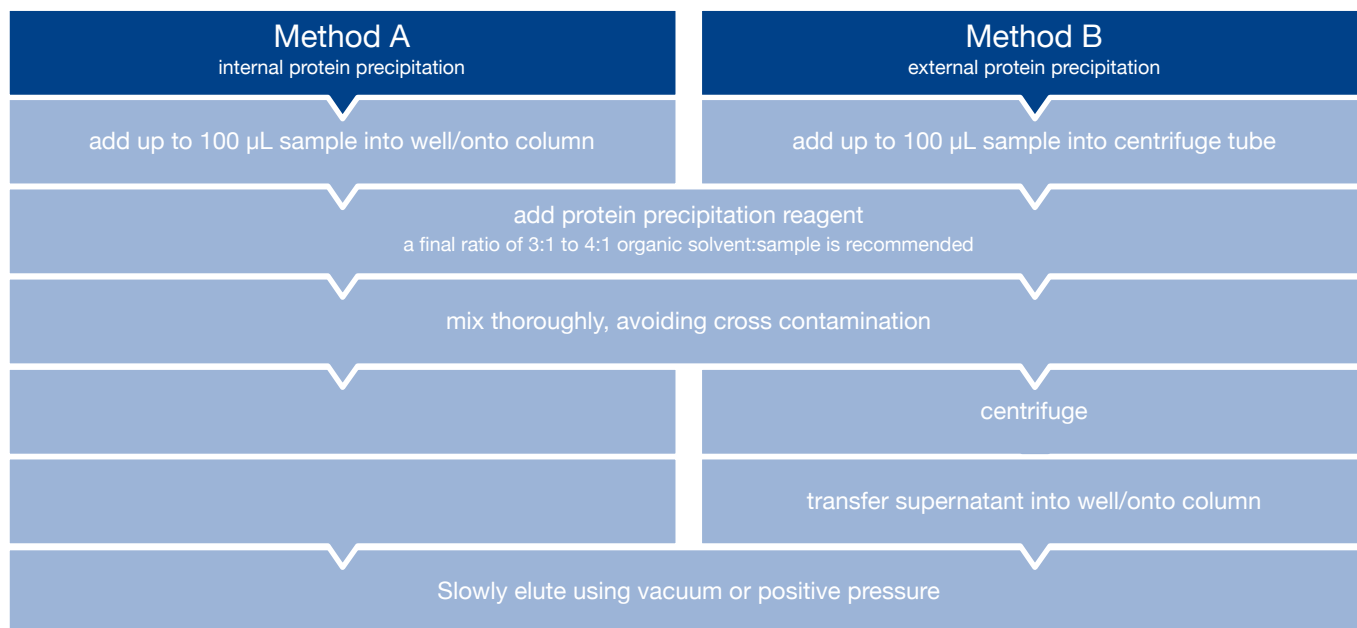 Method A
internal protein precipitation
Method B
external protein precipitation
add up to 100 µL sample into well/onto column
add up to 100 µL sample into centrifuge tube
add protein precipitation reagent
a final ratio of 3:1 to 4:1 organic solvent:sample is recommended
mix thoroughly, avoiding cross contamination
centrifuge
transfer supernatant into well/onto column
Slowly elute using vacuum or positive pressure